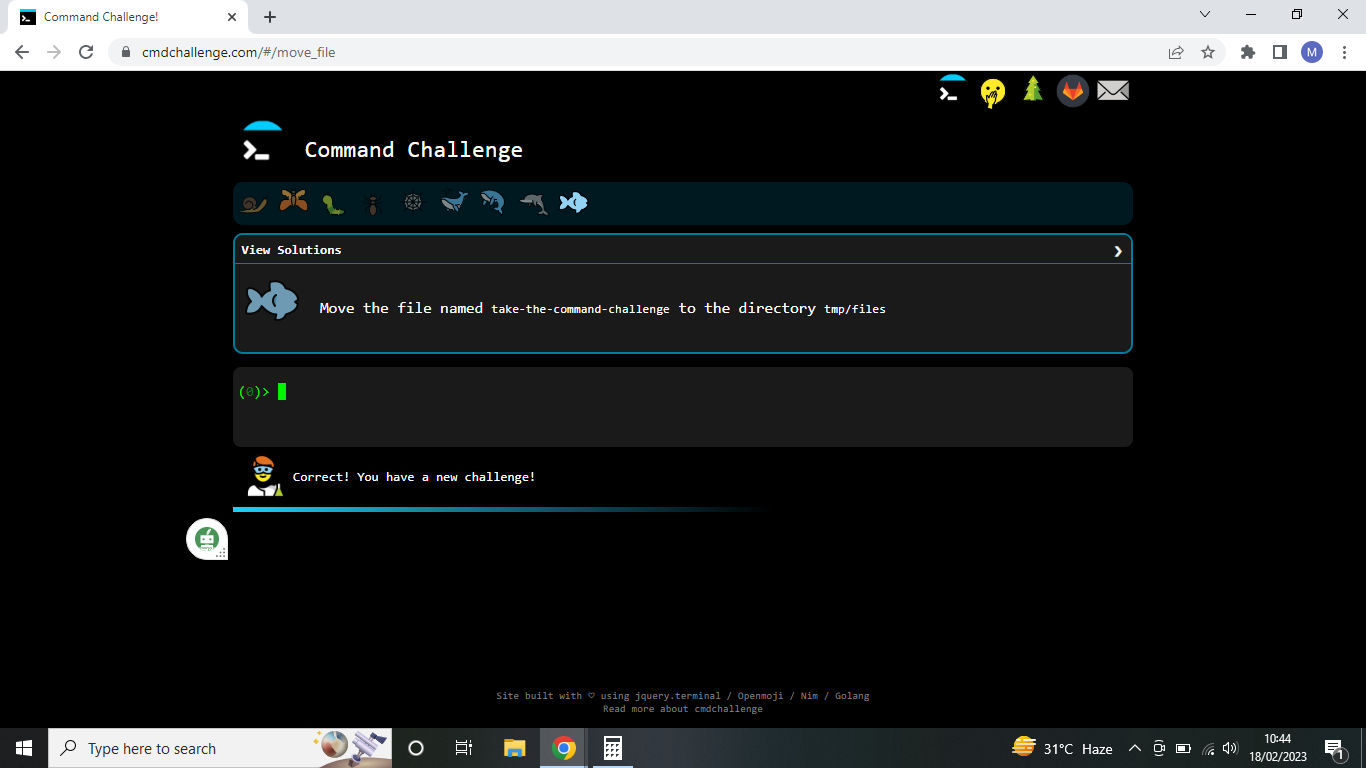 Command Challenge!
cmdchallenge.com/#/move_file
M
Command Challenge
View Solutions
Move the file named take-the-command-challenge to the directory tmp/files
(0)>
Correct! You have a new challenge!
Site built with ♡ using jquery.terminal / Openmoji / Nim / Golang
Read more about cmdchallenge
Type here to search
31°C Haze
10:44
18/02/2023
1